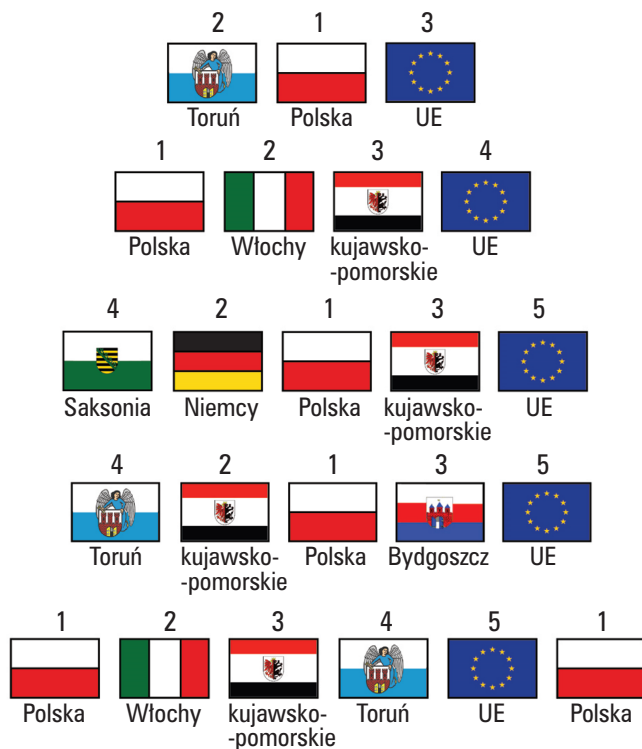 2 1 3
Toruń Polska UE
1 2 3 4
Polska Włochy kujawsko- UE
-pomorskie
4 2 1 3 5
Saksonia Niemcy Polska kujawsko- UE
-pomorskie
4 2 1 3 5
Toruń kujawsko- Polska Bydgoszcz UE
-pomorskie
1 2 3 4 5 1
Polska Włochy kujawsko- Toruń UE Polska
-pomorskie